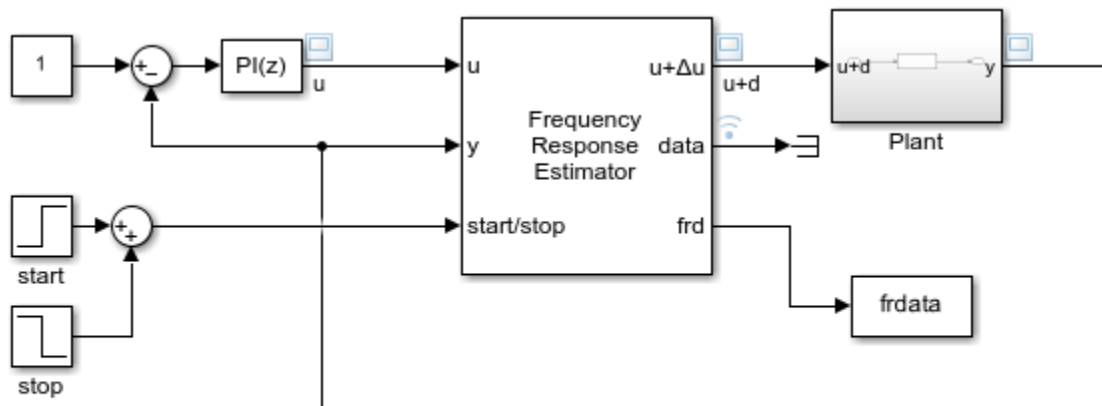 1
+
−
PI(z)
u
u
u+Δu
u+d
u+d
y
Plant
y
Frequency
Response
Estimator
data
start/stop
frd
+
+
start
stop
frdata